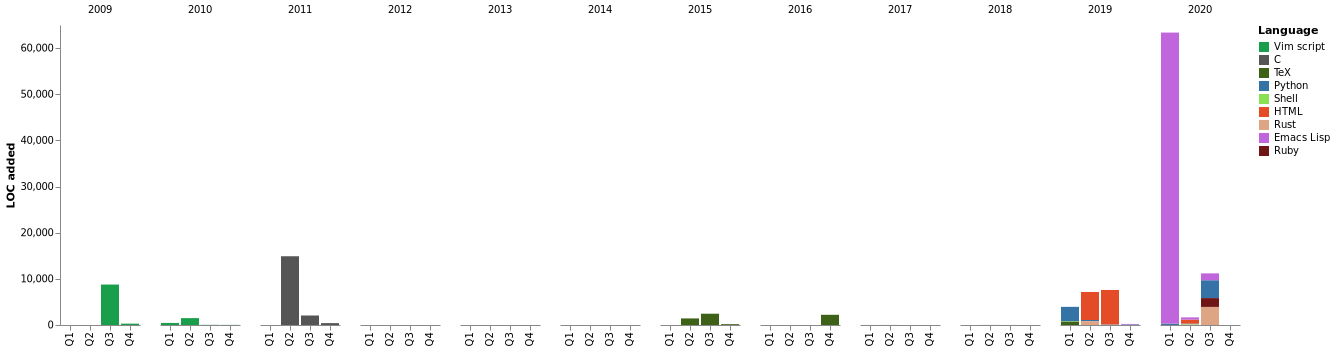 2009 2010 2011 2012 2013 2014 2015 2016 2017 2018 2019 2020
Language
Vim script
C
TeX
Python
Shell
HTML
Rust
Emacs Lisp
Ruby
LOC added
60,000
50,000
40,000
30,000
20,000
10,000
0
Q1 Q2 Q3 Q4 Q1 Q2 Q3 Q4 Q1 Q2 Q3 Q4 Q1 Q2 Q3 Q4 Q1 Q2 Q3 Q4 Q1 Q2 Q3 Q4 Q1 Q2 Q3 Q4 Q1 Q2 Q3 Q4 Q1 Q2 Q3 Q4 Q1 Q2 Q3 Q4 Q1 Q2 Q3 Q4 Q1 Q2 Q3 Q4